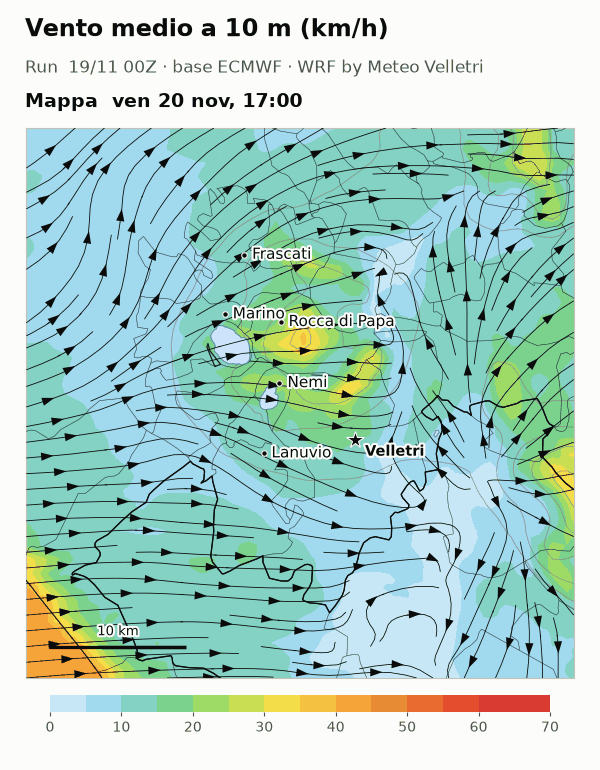 Vento medio a 10 m (km/h)
Run 19/11 00Z · base ECMWF · WRF by Meteo Velletri
Mappa ven 20 nov, 17:00
Frascati
Marino
Rocca di Papa
Nemi
Velletri
Lanuvio
10 km
0 10 20 30 40 50 60 70